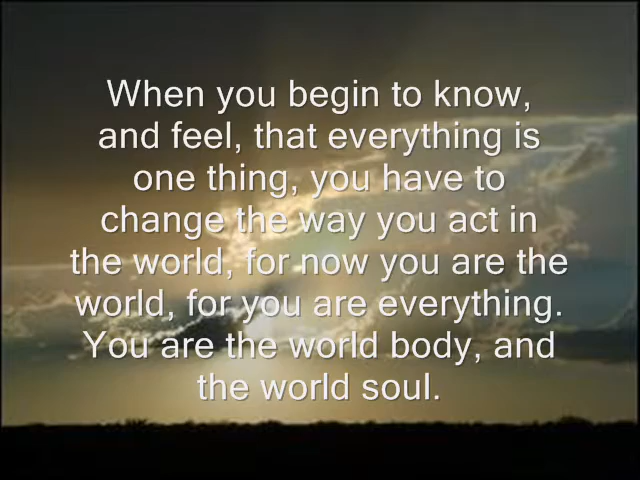 When you begin to know,
and feel, that everything is
one thing, you have to
change the way you act in
the world, for now you are the
world, for you are everything.
You are the world body, and
the world soul.